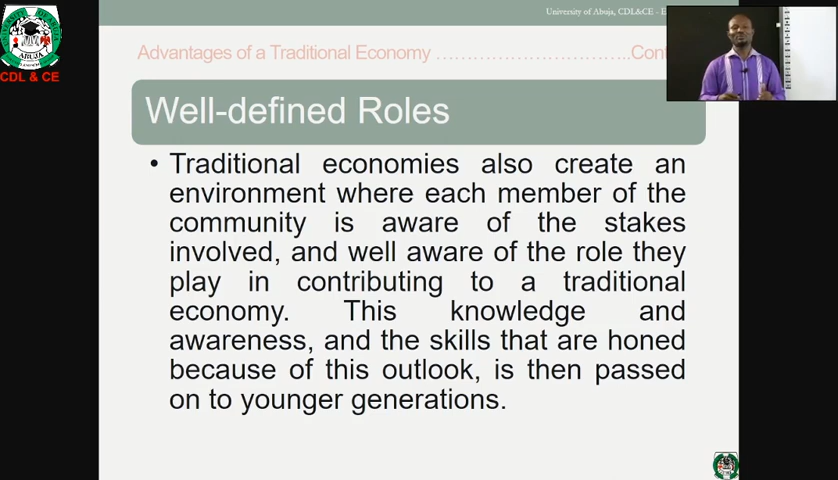 University of Abuja, CDL&CE - E
Advantages of a Traditional Economy ……………………………..Cont
CDL & CE
Well-defined Roles
• Traditional economies also create an
environment where each member of the
community is aware of the stakes
involved, and well aware of the role they
play in contributing to a traditional
economy. This knowledge and
awareness, and the skills that are honed
because of this outlook, is then passed
on to younger generations.